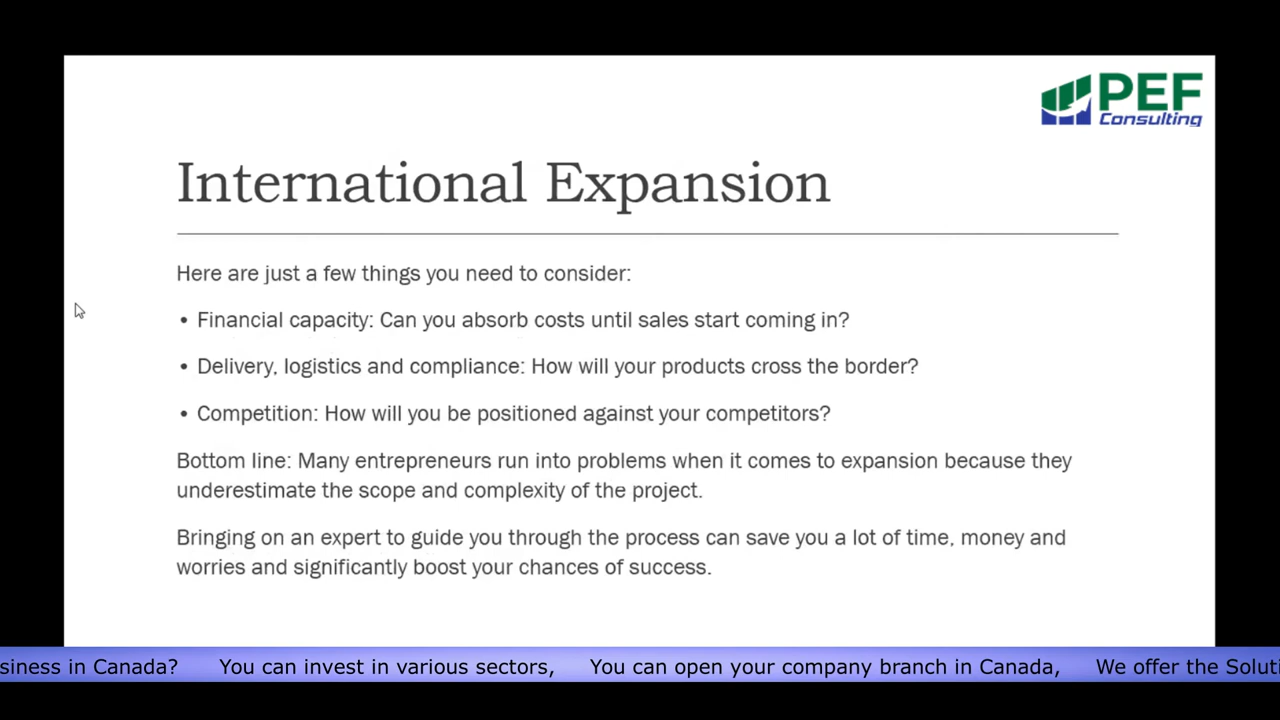 PEF
Consulting
International Expansion
Here are just a few things you need to consider:
• Financial capacity: Can you absorb costs until sales start coming in?
• Delivery, logistics and compliance: How will your products cross the border?
• Competition: How will you be positioned against your competitors?
Bottom line: Many entrepreneurs run into problems when it comes to expansion because they
underestimate the scope and complexity of the project.
Bringing on an expert to guide you through the process can save you a lot of time, money and
worries and significantly boost your chances of success.
siness in Canada? You can invest in various sectors, You can open your company branch in Canada, We offer the Soluti